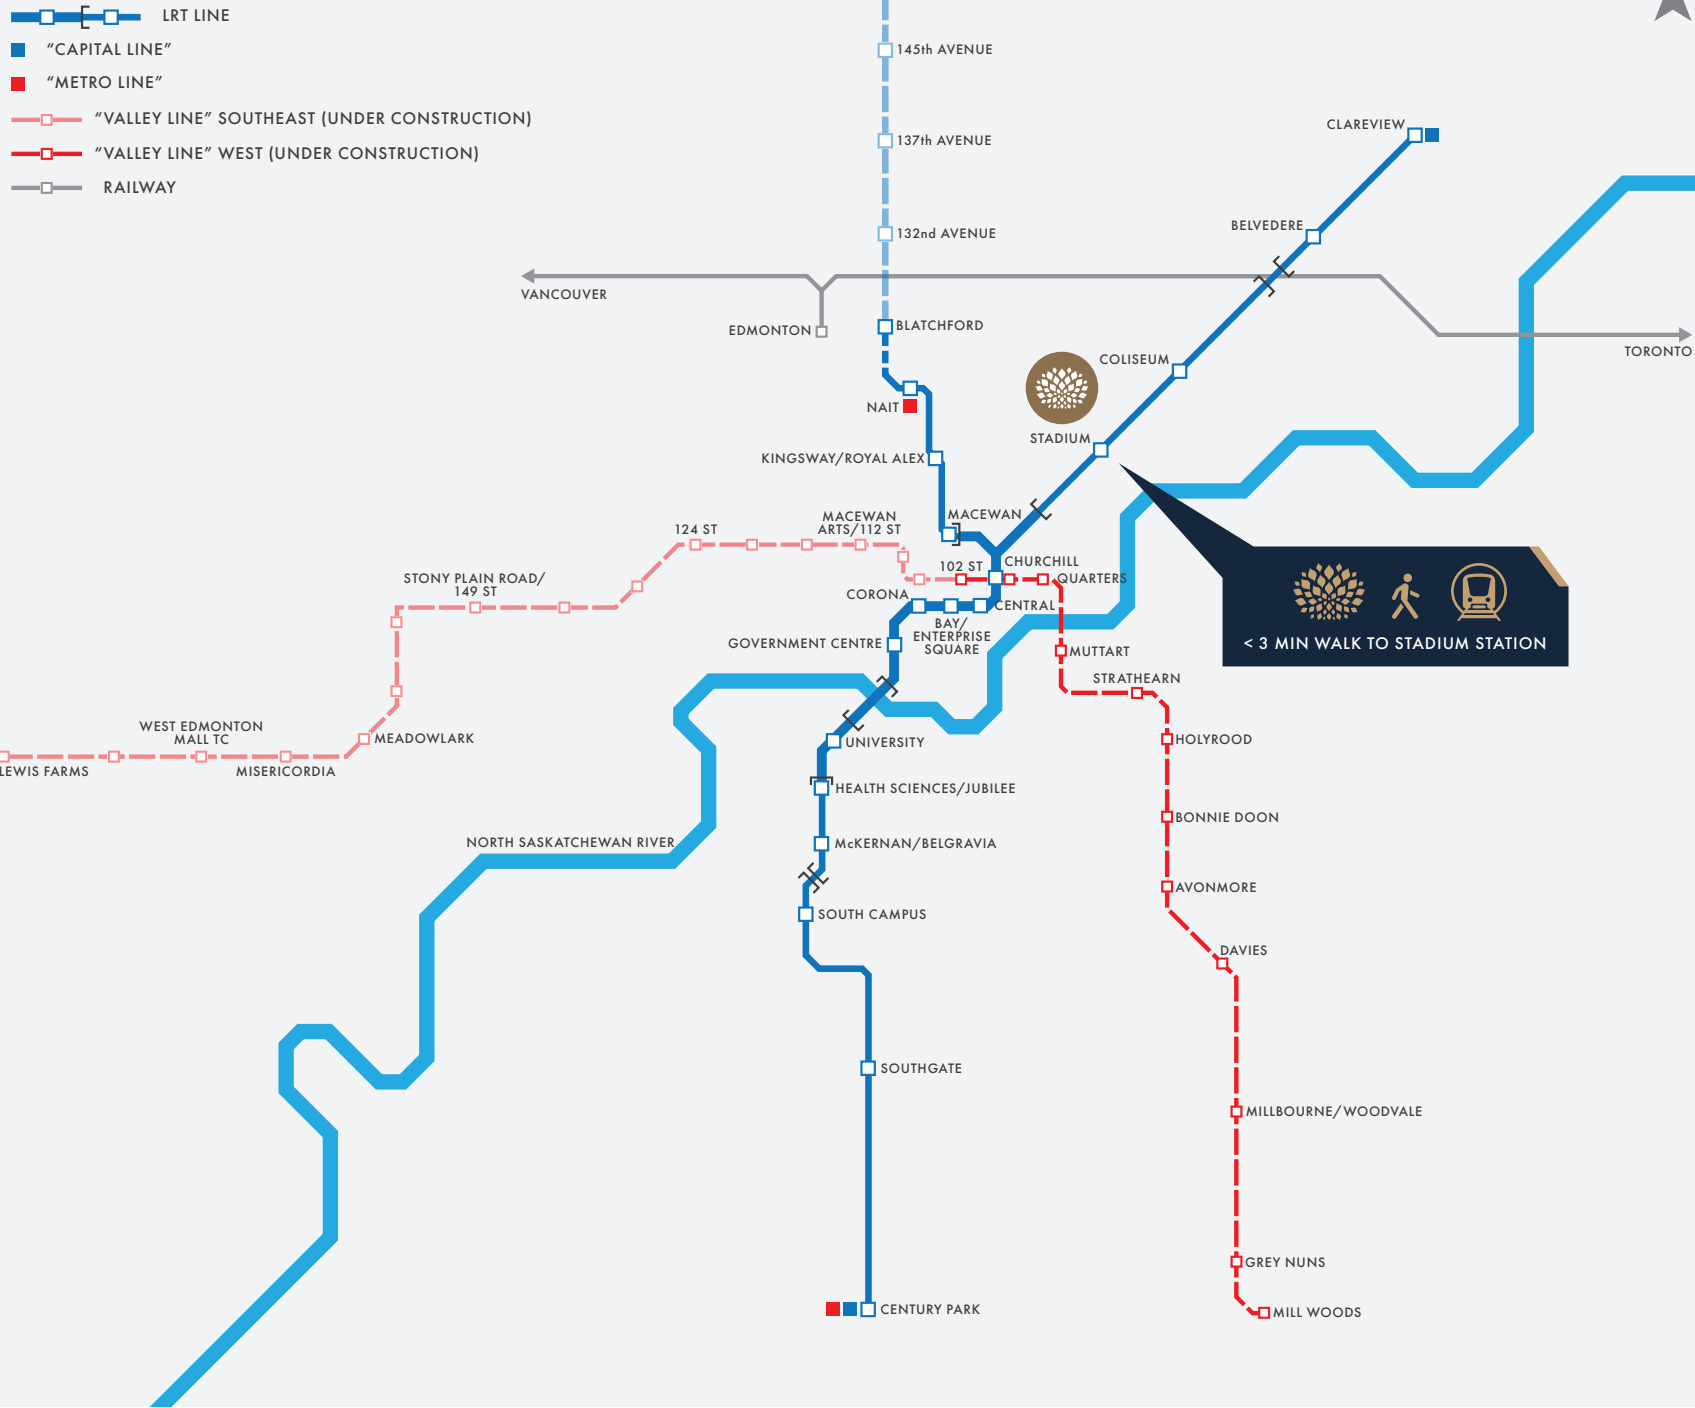 LRT LINE
“CAPITAL LINE”
“METRO LINE”
“VALLEY LINE” SOUTHEAST (UNDER CONSTRUCTION)
“VALLEY LINE” WEST (UNDER CONSTRUCTION)
RAILWAY
145th AVENUE
137th AVENUE
132nd AVENUE
CLAREVIEW
BELVEDERE
VANCOUVER
EDMONTON
BLATCHFORD
TORONTO
COLISEUM
NAIT
STADIUM
KINGSWAY/ROYAL ALEX
MACEWAN
MACEWAN
ARTS/112 ST
124 ST
102 ST
CHURCHILL
QUARTERS
STONY PLAIN ROAD/
149 ST
CORONA
CENTRAL
BAY/
ENTERPRISE
SQUARE
GOVERNMENT CENTRE
< 3 MIN WALK TO STADIUM STATION
MUTTART
STRATHEARN
WEST EDMONTON
MALL TC
MEADOWLARK
LEWIS FARMS
MISERICORDIA
UNIVERSITY
HOLYROOD
HEALTH SCIENCES/JUBILEE
BONNIE DOON
NORTH SASKATCHEWAN RIVER
McKERNAN/BELGRAVIA
AVONMORE
SOUTH CAMPUS
DAVIES
SOUTHGATE
MILLBOURNE/WOODVALE
GREY NUNS
CENTURY PARK
MILL WOODS